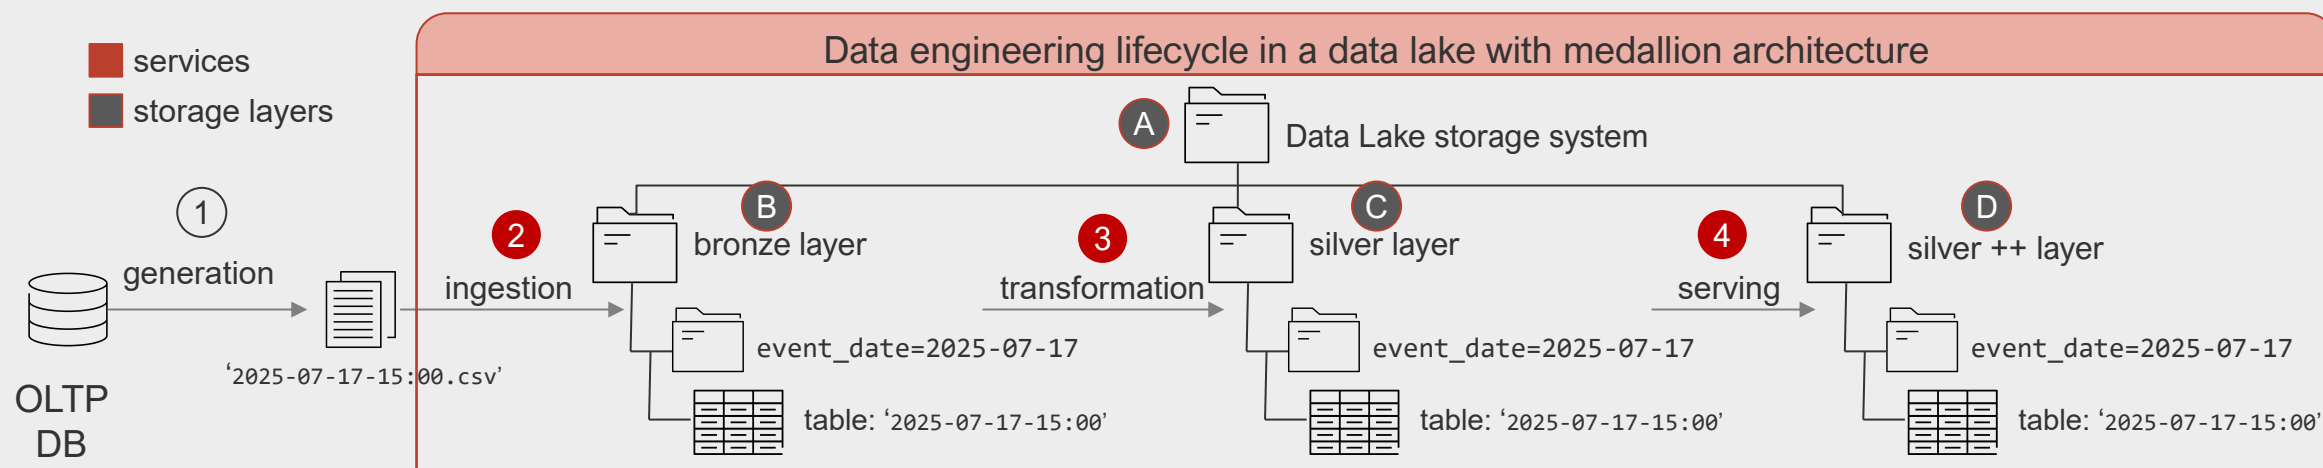 services
storage layers
Data engineering lifecycle in a data lake with medallion architecture
A
Data Lake storage system
1
generation
2
ingestion
B
bronze layer
3
transformation
C
silver layer
4
serving
D
silver ++ layer
OLTP
DB
‘2025-07-17-15:00.csv’
event_date=2025-07-17
table: ‘2025-07-17-15:00’
event_date=2025-07-17
table: ‘2025-07-17-15:00’
event_date=2025-07-17
table: ‘2025-07-17-15:00’